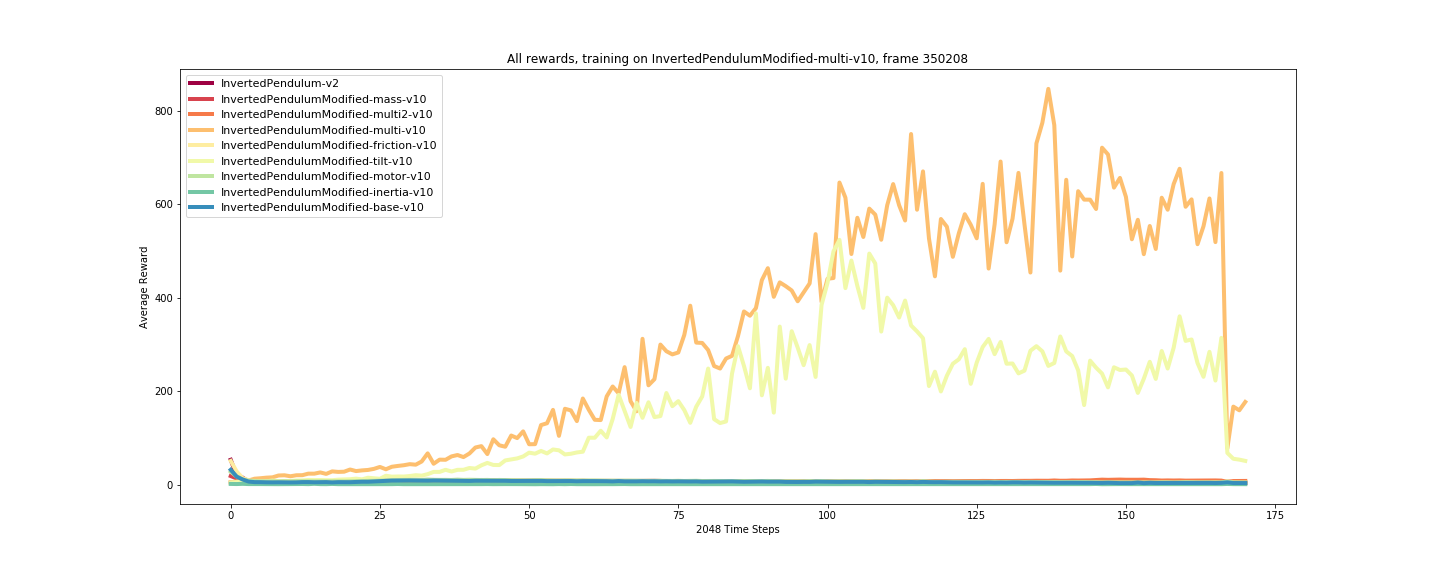 All rewards, training on InvertedPendulumModified-multi-v10, frame 350208
InvertedPendulum-v2
InvertedPendulumModified-mass-v10
InvertedPendulumModified-multi2-v10
InvertedPendulumModified-multi-v10
InvertedPendulumModified-friction-v10
InvertedPendulumModified-tilt-v10
InvertedPendulumModified-motor-v10
InvertedPendulumModified-inertia-v10
InvertedPendulumModified-base-v10
800
600
400
200
0
Average Reward
0 25 50 75 100 125 150 175
2048 Time Steps